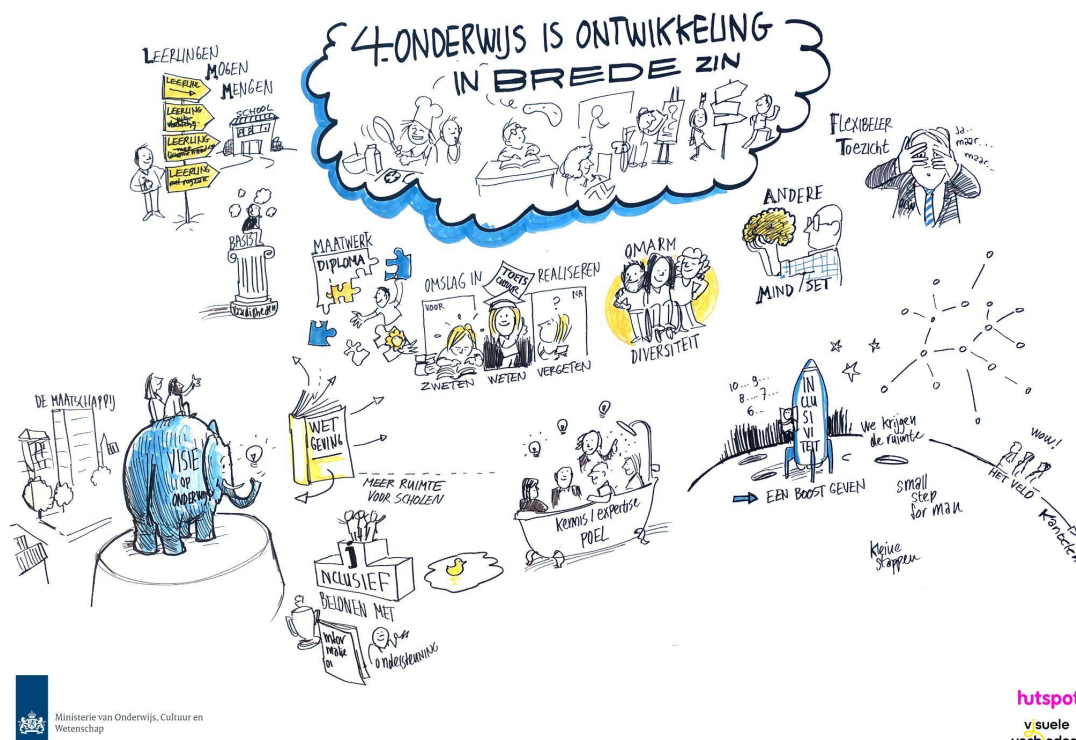 4. ONDERWIJS IS ONTWIKKELING
IN BREDE ZIN
LEERLINGEN
MOGEN
MENGEN
LEERLING
LEERLING
LEERLING
LEERLING
SCHOOL
BASIS
vaardigheden
MAATWERK
DIPLOMA
OMSLAG IN
TOETS
CULTUUR
REALISEREN
VOOR
NA
?
ZWETEN
WETEN
VERGETEN
OMARM
DIVERSITEIT
ANDERE
MIND/SET
FLEXIBELER
TOEZICHT
Ja..
maar...
maar..
DE MAATSCHAPPIJ
VISIE
OP
ONDERWIJS
WET
GEVING
MEER RUIMTE
VOOR SCHOLEN
1
INCLUSIEF
BELONEN MET
ondersteuning
kennis/expertise
POEL
10...9...
8....7...
6...
IN
CLU
SI
VI
TEIT
EEN BOOST GEVEN
we krijgen
de ruimte
small
step
for man
kleine
stappen
wow!
HET VELD
Kantelen
Ministerie van Onderwijs, Cultuur en
Wetenschap
hutspot
visuele